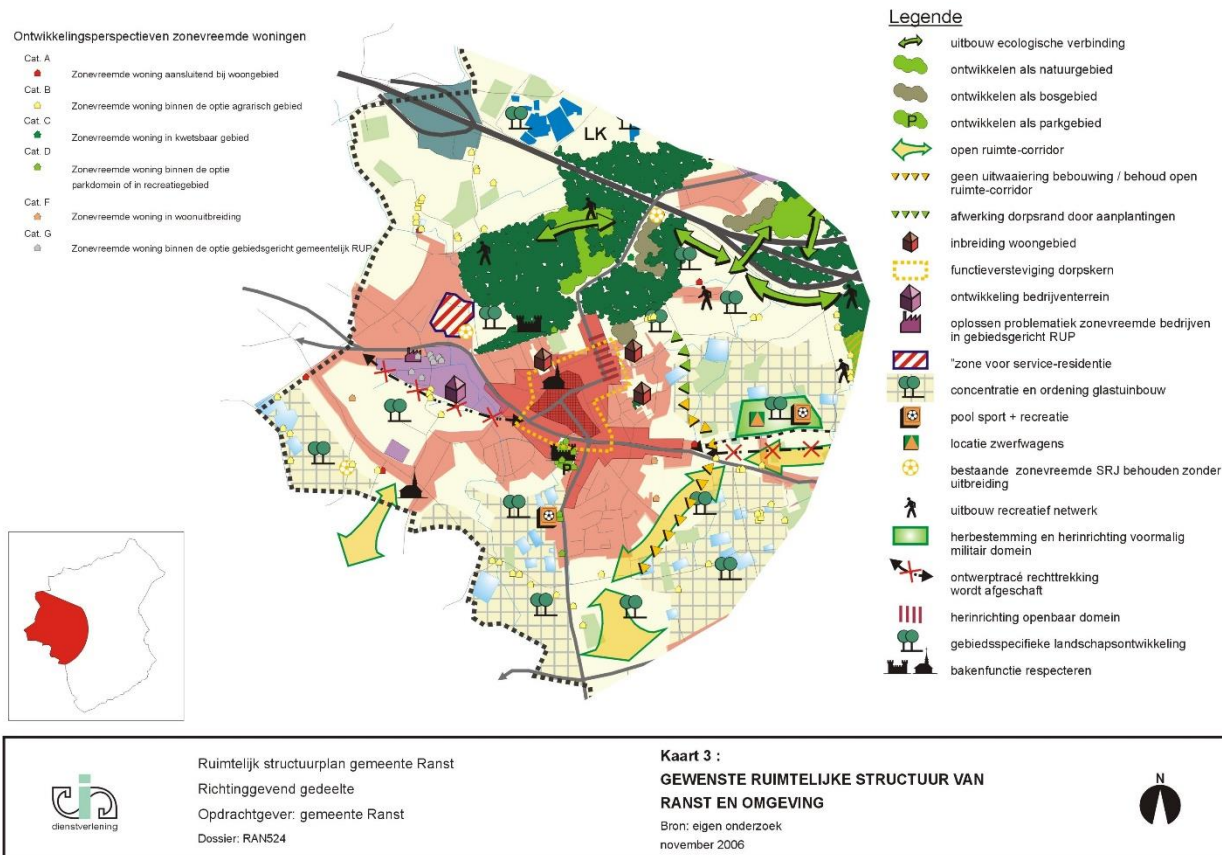 Ontwikkelingsperspectieven zonevreemde woningen
Cat. A
Zonevreemde woning aansluitend bij woongebied
Cat. B
Zonevreemde woning binnen de optie agrarisch gebied
Cat. C
Zonevreemde woning in kwetsbaar gebied
Cat. D
Zonevreemde woning binnen de optie
parkdomein of in recreatiegebied
Cat. F
Zonevreemde woning in woonuitbreiding
Cat. G
Zonevreemde woning binnen de optie gebiedsgericht gemeentelijk RUP
LK
P
Legende
uitbouw ecologische verbinding
ontwikkelen als natuurgebied
ontwikkelen als bosgebied
P
ontwikkelen als parkgebied
open ruimte-corridor
geen uitwaaiering bebouwing / behoud open
ruimte-corridor
afwerking dorpsrand door aanplantingen
inbreiding woongebied
functieversteviging dorpskern
ontwikkeling bedrijventerrein
oplossen problematiek zonevreemde bedrijven
in gebiedsgericht RUP
"zone voor service-residentie
concentratie en ordening glastuinbouw
pool sport + recreatie
locatie zwerfwagens
bestaande zonevreemde SRJ behouden zonder
uitbreiding
uitbouw recreatief netwerk
herbestemming en herinrichting voormalig
militair domein
ontwerptracé rechttrekking
wordt afgeschaft
herinrichting openbaar domein
gebiedsspecifieke landschapsontwikkeling
bakenfunctie respecteren
dienstverlening
Ruimtelijk structuurplan gemeente Ranst
Richtinggevend gedeelte
Opdrachtgever: gemeente Ranst
Dossier: RAN524
Kaart 3 :
GEWENSTE RUIMTELIJKE STRUCTUUR VAN
RANST EN OMGEVING
Bron: eigen onderzoek
november 2006
N